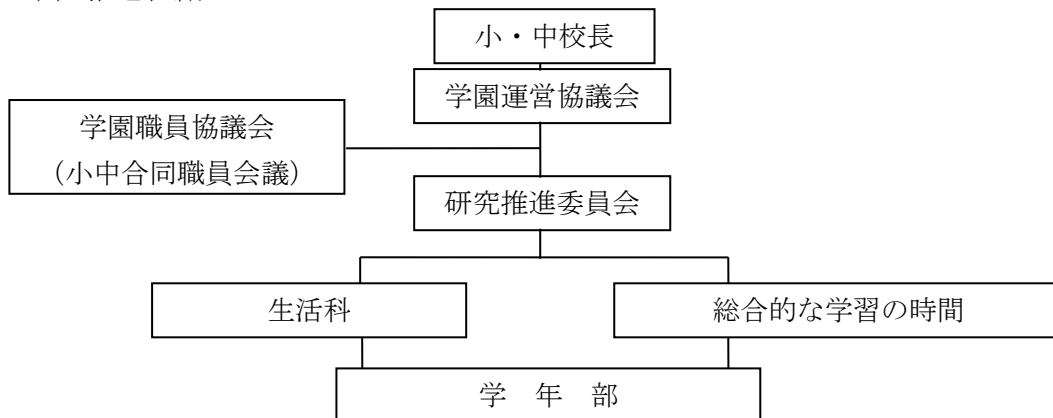 小・中校長
学園運営協議会
学園職員協議会
（小中合同職員会議）
研究推進委員会
生活科
総合的な学習の時間
学　年　部